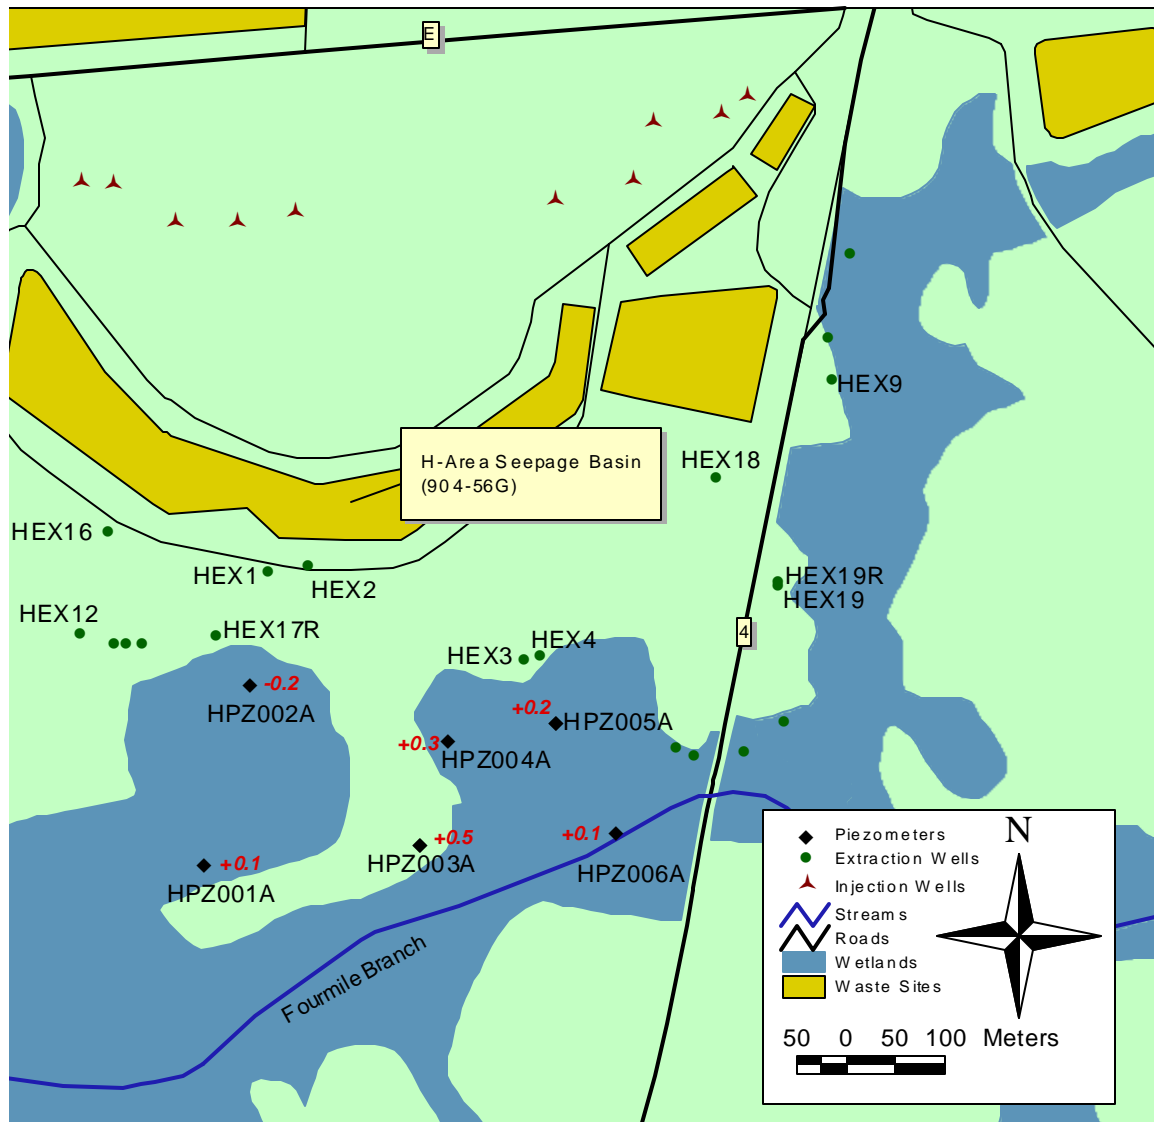 E
HEX9
H-Area Seepage Basin
(904-56G)
HEX18
HEX16
HEX1
HEX2
HEX19R
HEX19
HEX12
HEX17R
4
HEX3
HEX4
-0.2
HPZ002A
+0.2
HPZ005A
+0.3
HPZ004A
+0.5
HPZ003A
+0.1
HPZ006A
+0.1
HPZ001A
Fourmile Branch
N
Piezometers
Extraction Wells
Injection Wells
Streams
Roads
Wetlands
Waste Sites
50 0 50 100 Meters